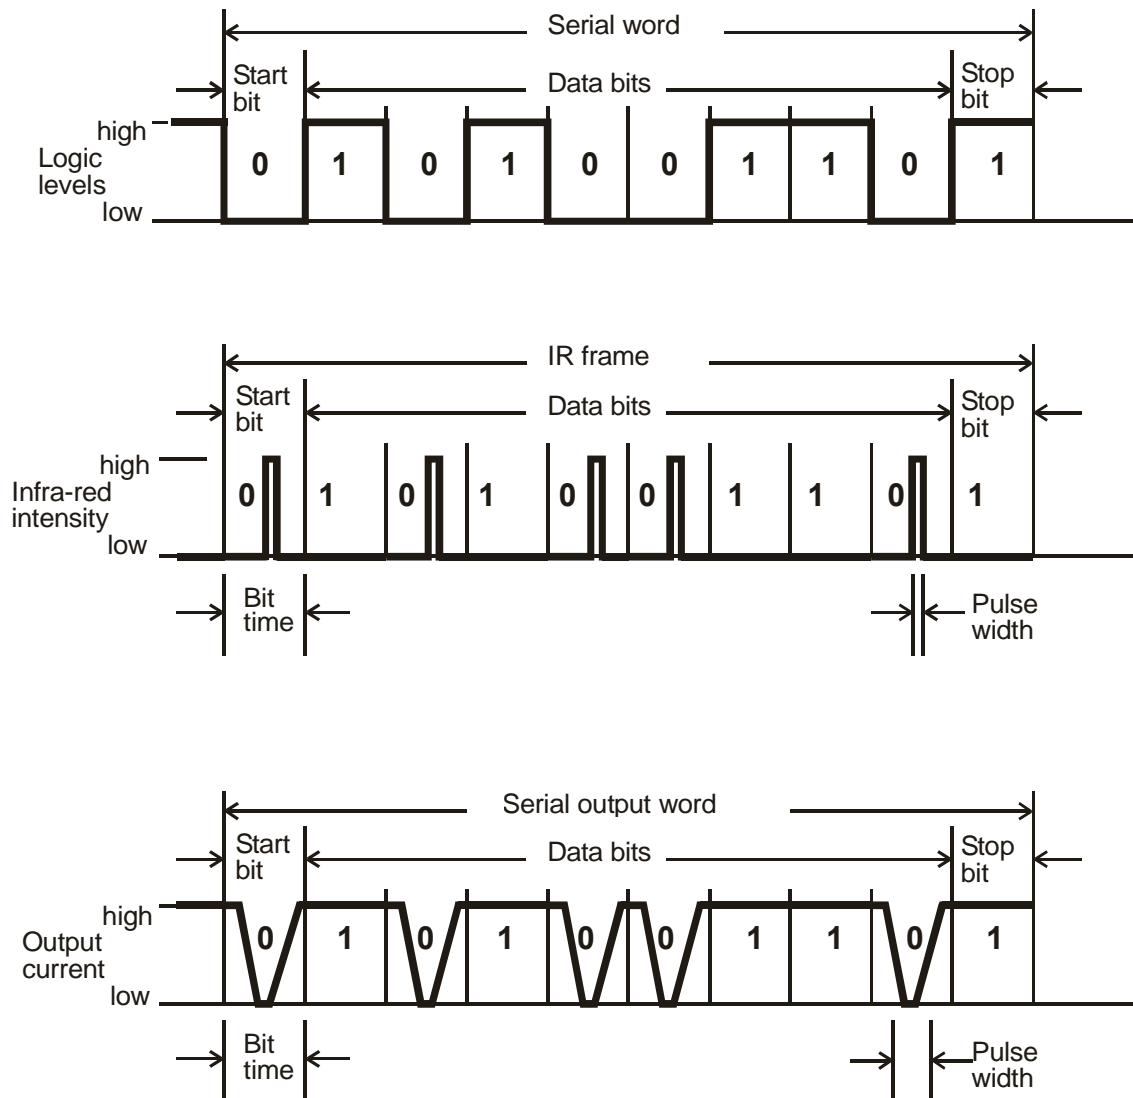 Serial word
Start
bit
Data bits
Stop
bit
high
Logic
levels
low
0 1 0 1 0 0 1 1 0 1
IR frame
Start
bit
Data bits
Stop
bit
high
Infra-red
intensity
low
0 1 0 1 0 0 1 1 0 1
Bit
time
Pulse
width
Serial output word
Start
bit
Data bits
Stop
bit
high
Output
current
low
0 1 0 1 0 0 1 1 0 1
Bit
time
Pulse
width